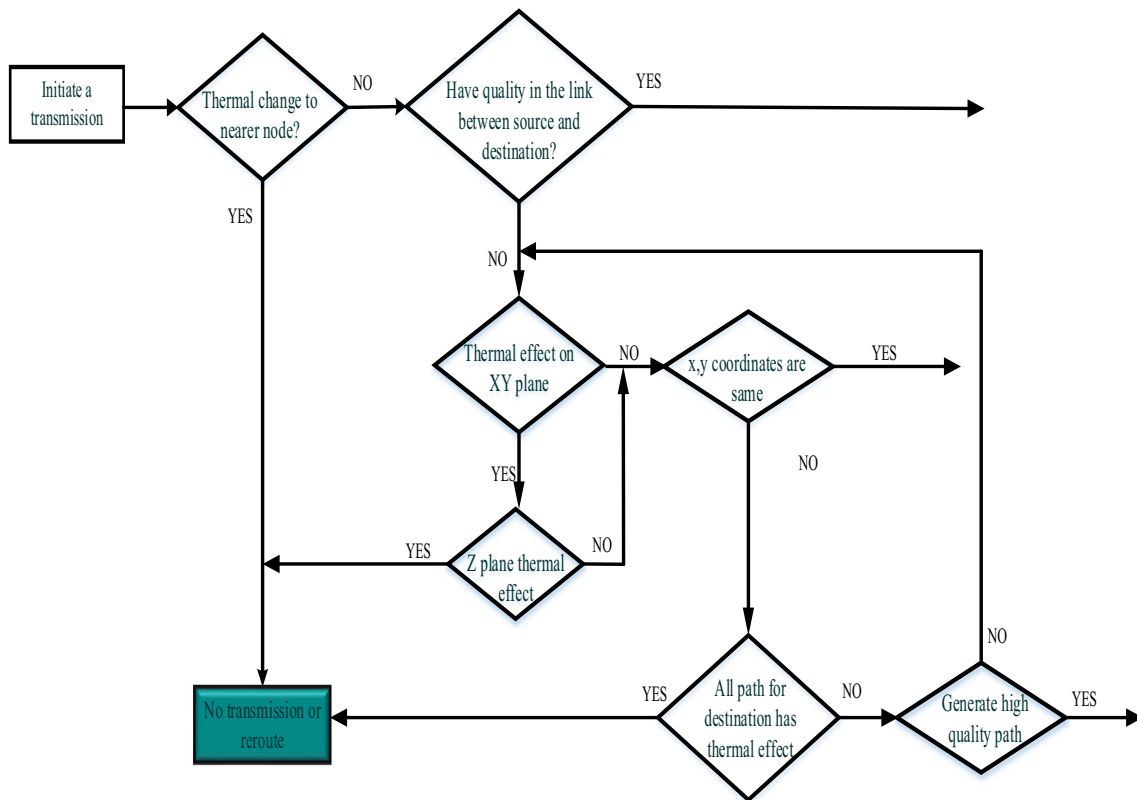 Initiate a
transmission
Thermal change to
nearer node?
NO
Have quality in the link
between source and
destination?
YES
YES
NO
Thermal effect on
XY plane
NO
x,y coordinates are
same
YES
YES
NO
Z plane thermal
effect
YES
NO
No transmission or
reroute
YES
All path for
destination has
thermal effect
NO
Generate high
quality path
NO
YES